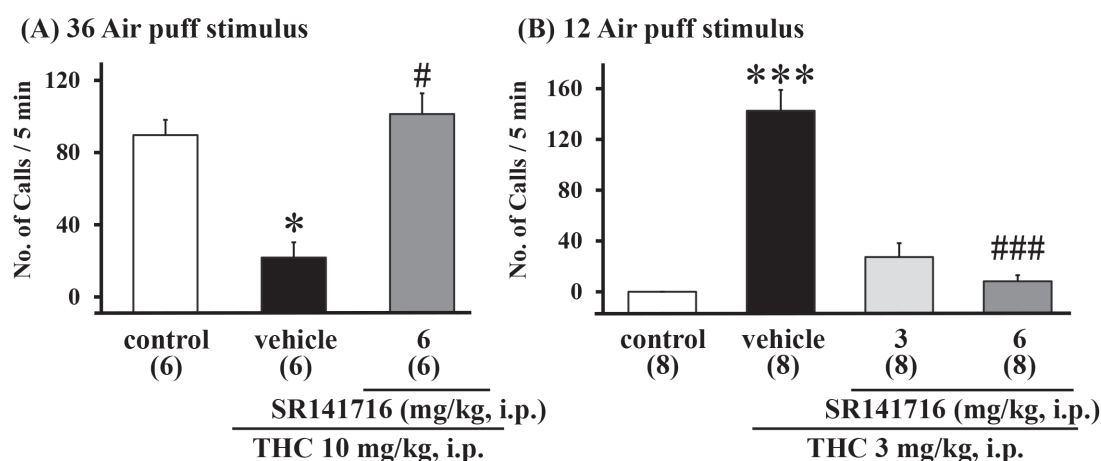 (A) 36 Air puff stimulus
No. of Calls / 5 min
120
80
40
0
*
#
control vehicle 6
(6) (6) (6)
SR141716 (mg/kg, i.p.)
THC 10 mg/kg, i.p.
(B) 12 Air puff stimulus
No. of Calls / 5 min
160
120
80
40
0
***
###
control vehicle 3 6
(8) (8) (8) (8)
SR141716 (mg/kg, i.p.)
THC 3 mg/kg, i.p.